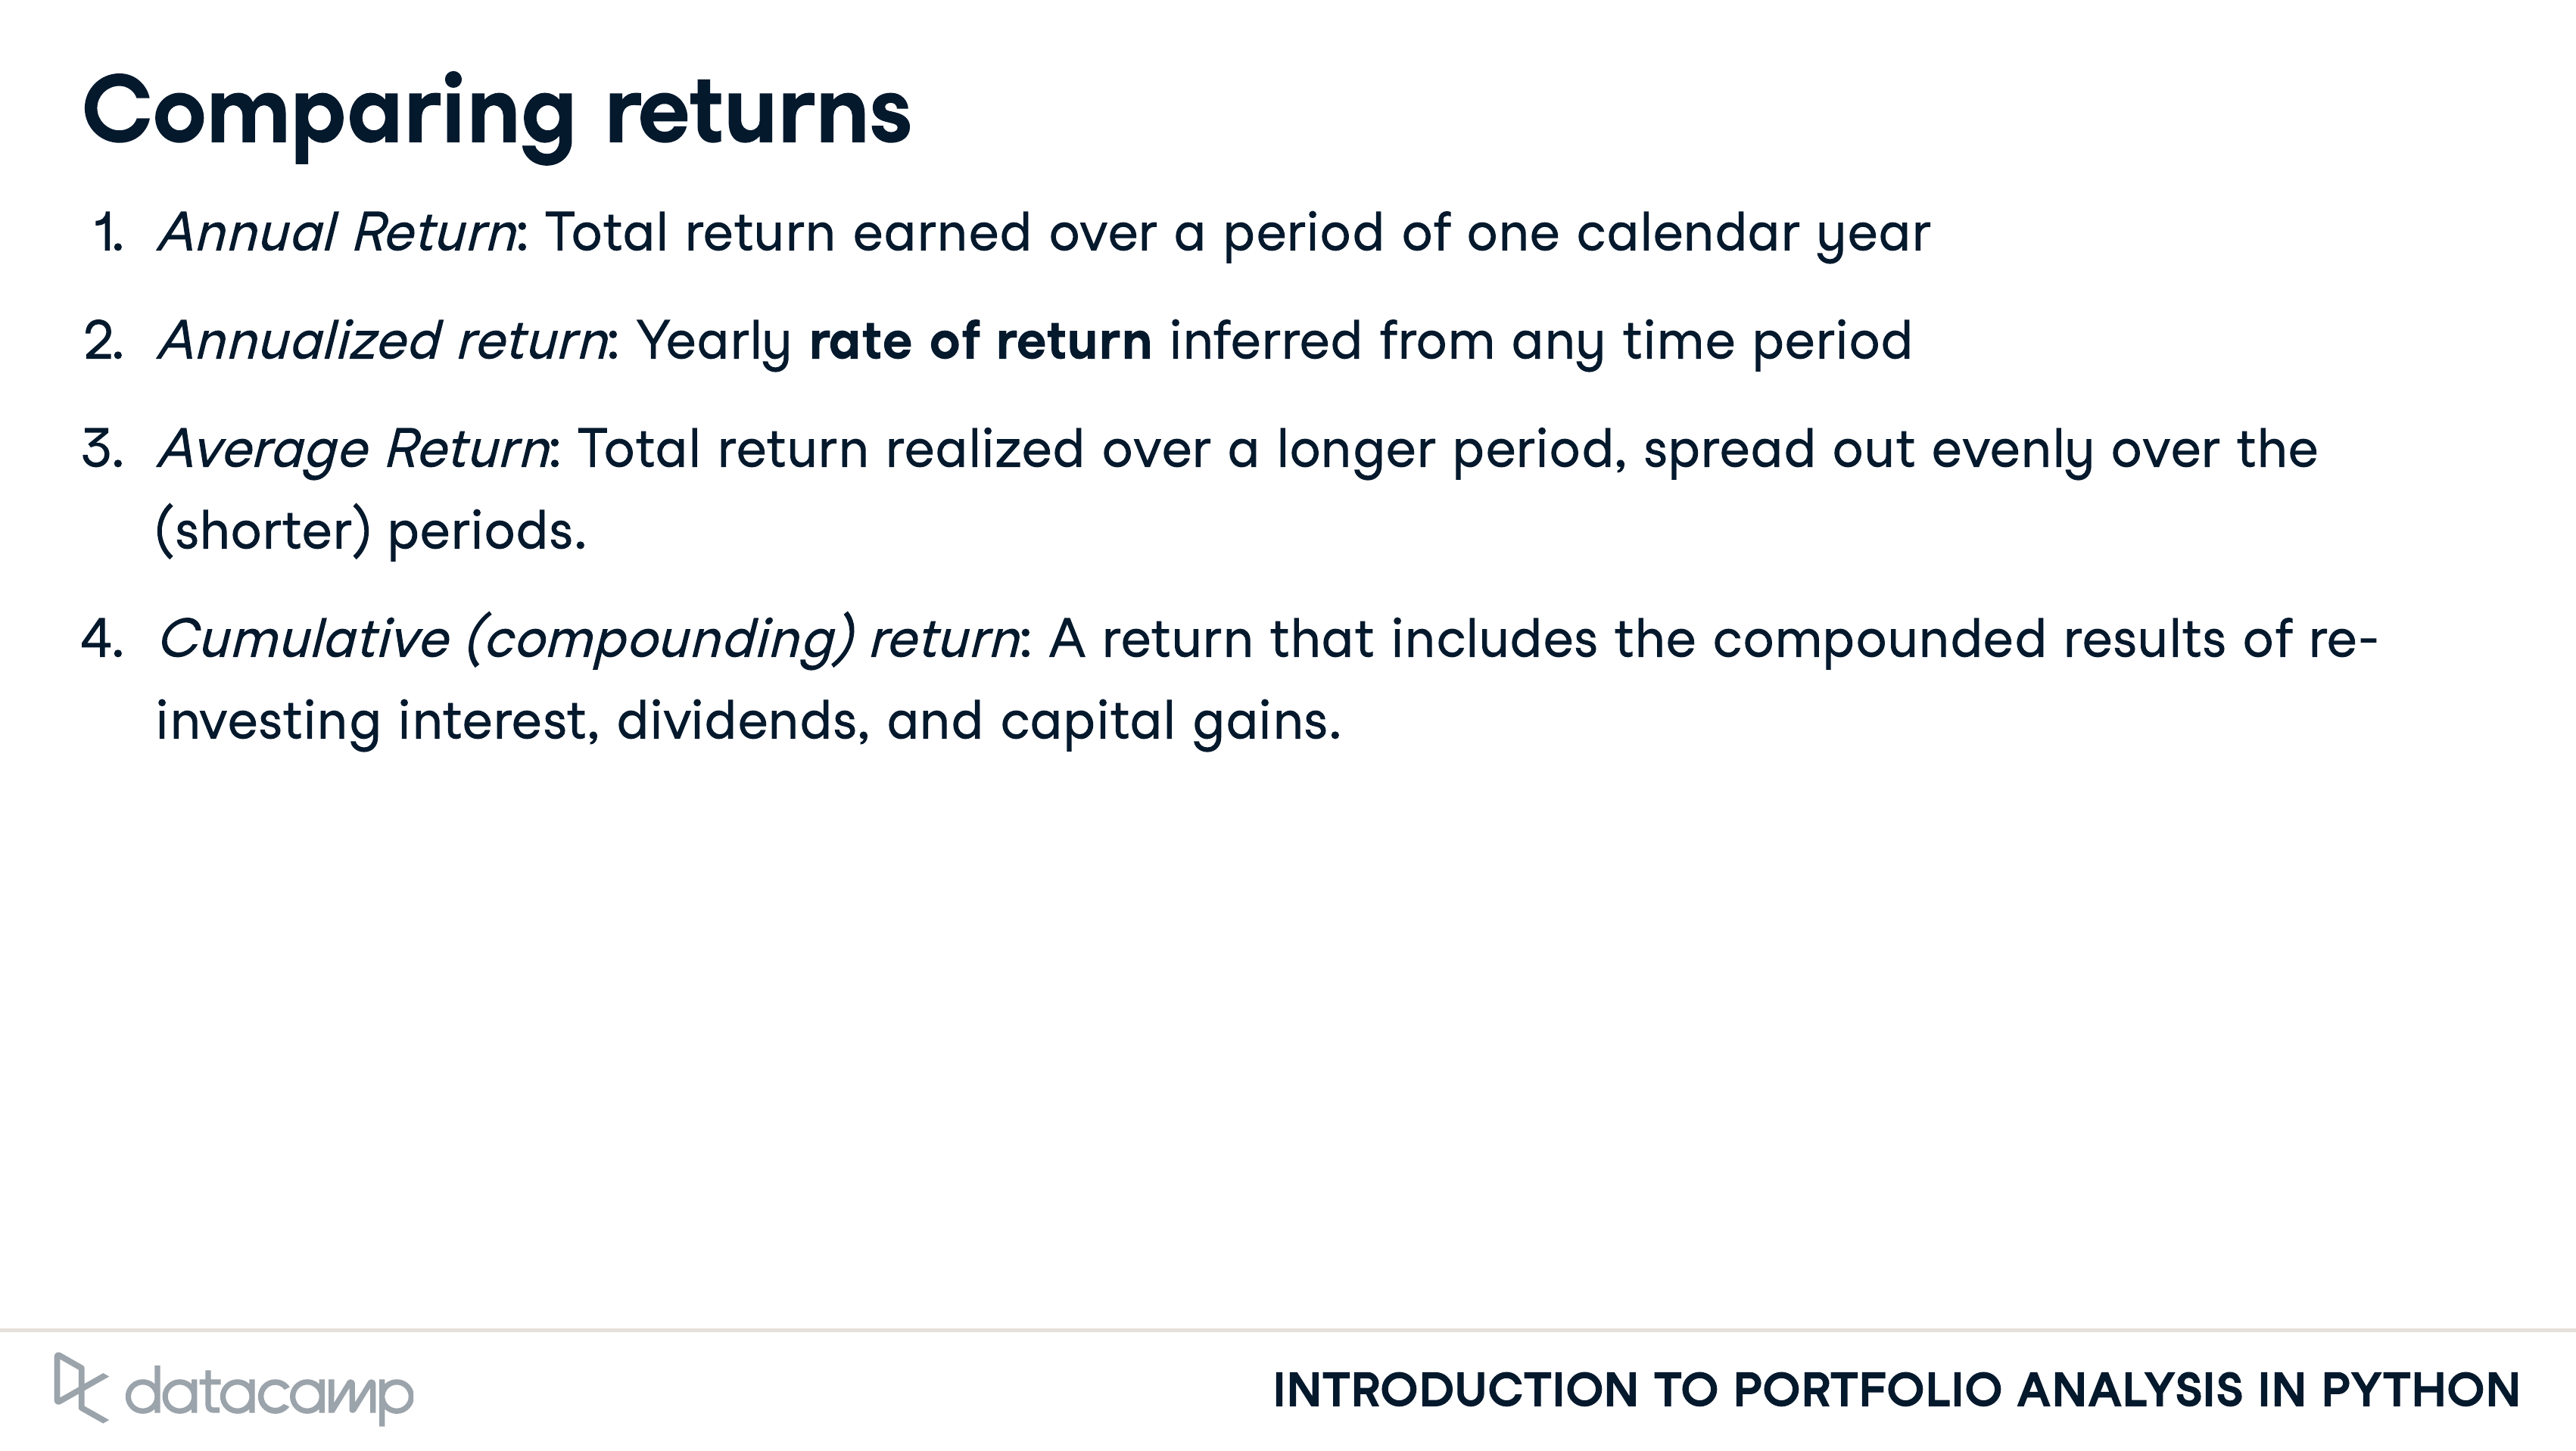 Comparing returns
1. Annual Return: Total return earned over a period of one calendar year
2. Annualized return: Yearly rate of return inferred from any time period
3. Average Return: Total return realized over a longer period, spread out evenly over the
(shorter) periods.
4. Cumulative (compounding) return: A return that includes the compounded results of re-
investing interest, dividends, and capital gains.
datacamp
INTRODUCTION TO PORTFOLIO ANALYSIS IN PYTHON